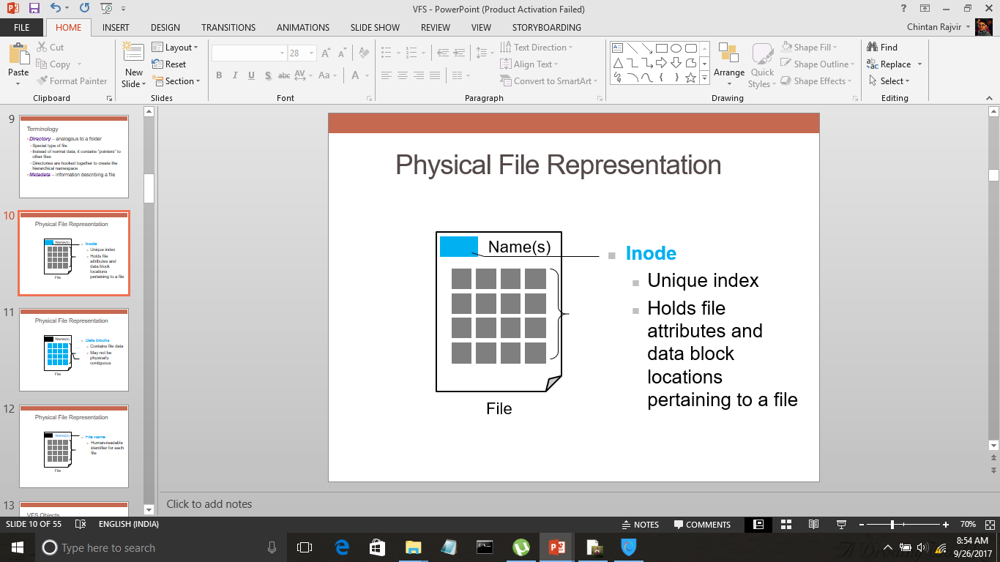 VFS - PowerPoint (Product Activation Failed)
FILE HOME INSERT DESIGN TRANSITIONS ANIMATIONS SLIDE SHOW REVIEW VIEW STORYBOARDING
Chintan Rajvir
Paste
Cut
Copy
Format Painter
Clipboard
New
Slide
Layout
Reset
Section
Slides
28
B I U S abc AV Aa A
Font
Text Direction
Align Text
Convert to SmartArt
Paragraph
Arrange
Quick
Styles
Shape Fill
Shape Outline
Shape Effects
Drawing
Find
Replace
Select
Editing
9
Terminology
Directory – analogous to a folder
Special type of file
Instead of normal data, it contains "pointers" to
other files
Directories are hooked together to create the
hierarchical namespace
Metadata – information describing a file
10
Physical File Representation
Name(s)
Inode
Unique index
Holds file
attributes and
data block
locations
pertaining to a file
File
11
Physical File Representation
Name(s)
Data blocks
Contains file data
May not be
physically
contiguous
File
12
Physical File Representation
Name(s)
File name
Human-readable
identifier for each
file
File
13
VFS Objects
Physical File Representation
Name(s)
File
Inode
Unique index
Holds file
attributes and
data block
locations
pertaining to a file
Click to add notes
SLIDE 10 OF 55
ENGLISH (INDIA)
NOTES
COMMENTS
70%
Type here to search
8:54 AM
9/26/2017